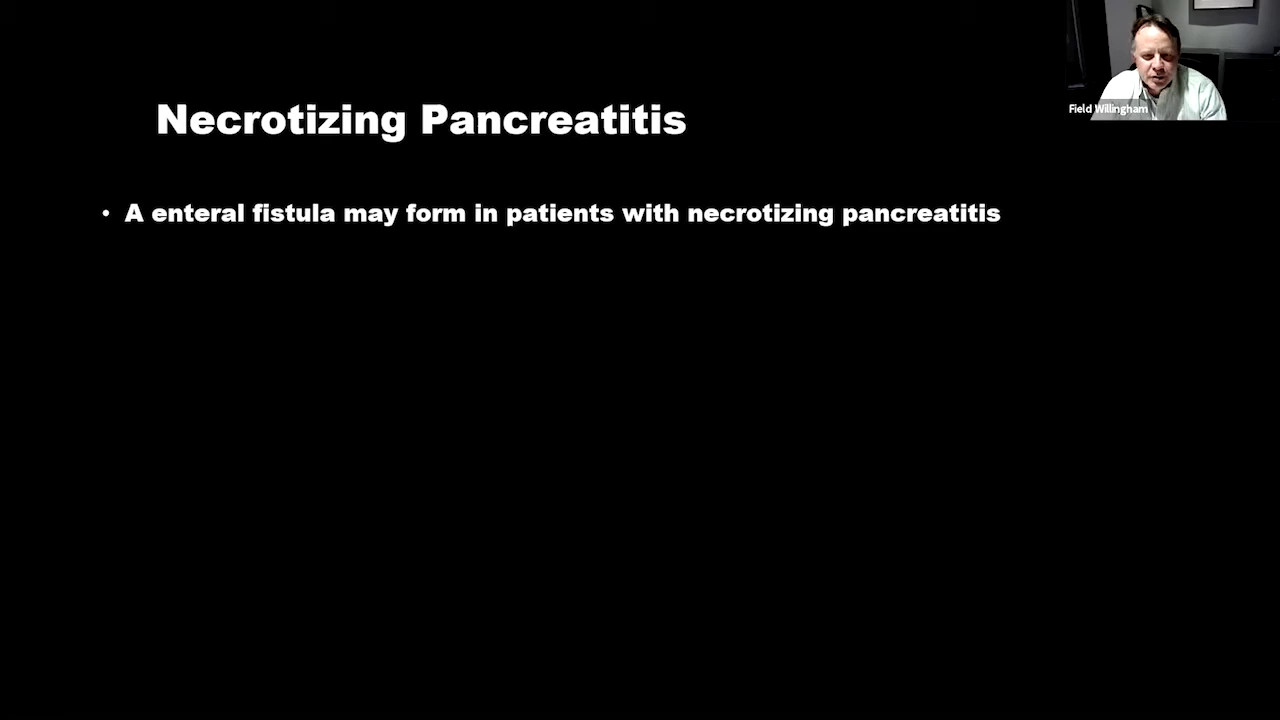 Field Willingham
Necrotizing Pancreatitis
• A enteral fistula may form in patients with necrotizing pancreatitis